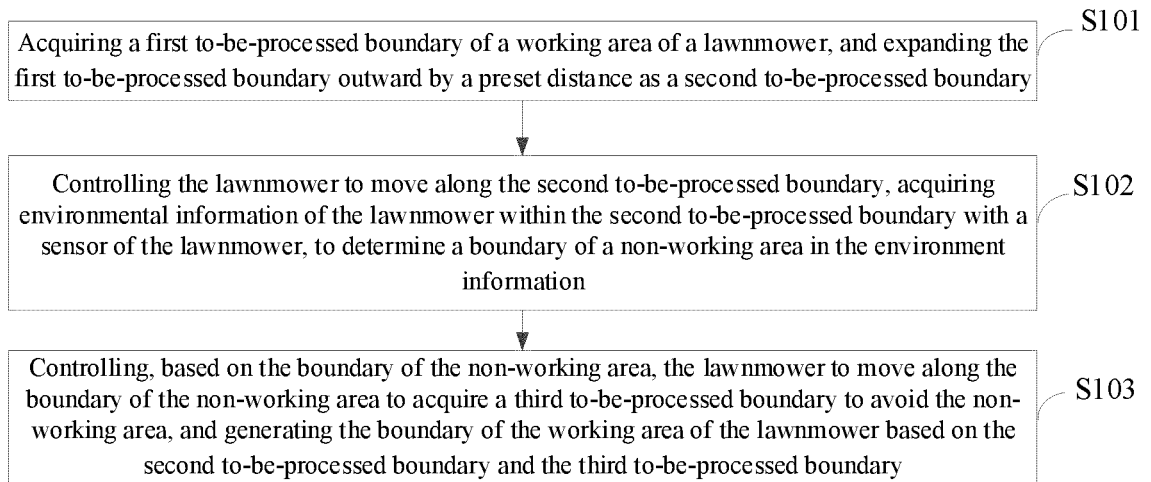 S101
Acquiring a first to-be-processed boundary of a working area of a lawnmower, and expanding the
first to-be-processed boundary outward by a preset distance as a second to-be-processed boundary
S102
Controlling the lawnmower to move along the second to-be-processed boundary, acquiring
environmental information of the lawnmower within the second to-be-processed boundary with a
sensor of the lawnmower, to determine a boundary of a non-working area in the environment
information
S103
Controlling, based on the boundary of the non-working area, the lawnmower to move along the
boundary of the non-working area to acquire a third to-be-processed boundary to avoid the non-
working area, and generating the boundary of the working area of the lawnmower based on the
second to-be-processed boundary and the third to-be-processed boundary